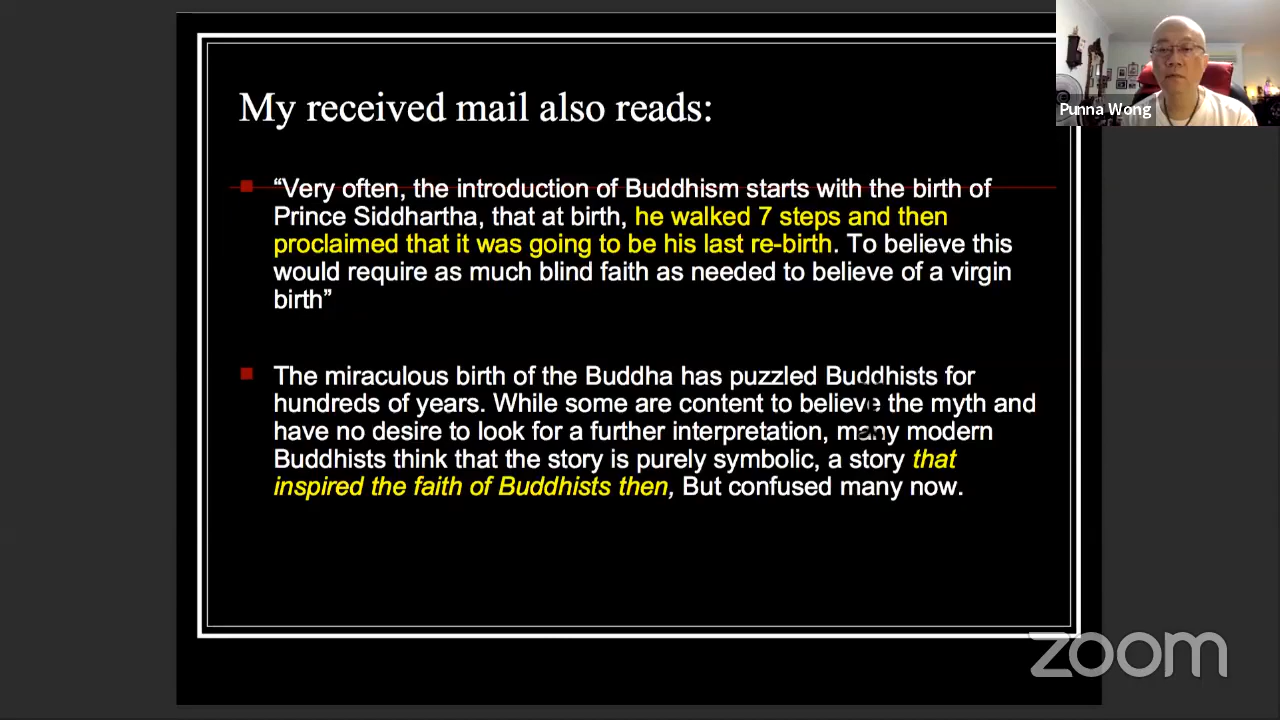 My received mail also reads:
Punna Wong
“Very often, the introduction of Buddhism starts with the birth of
Prince Siddhartha, that at birth, he walked 7 steps and then
proclaimed that it was going to be his last re-birth. To believe this
would require as much blind faith as needed to believe of a virgin
birth”
The miraculous birth of the Buddha has puzzled Buddhists for
hundreds of years. While some are content to believe the myth and
have no desire to look for a further interpretation, many modern
Buddhists think that the story is purely symbolic, a story that
inspired the faith of Buddhists then, But confused many now.
zoom